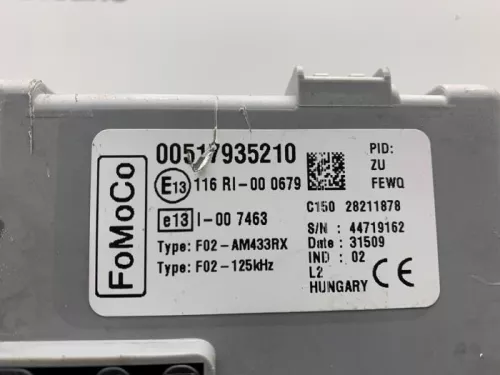 FoMoCo
00517935210
E13 116 RI-00 0679
e13 I-00 7463
Type: F02-AM433RX
Type: F02-125kHz
PID:
ZU
FEWQ
C150 28211878
S/N : 44719162
Date : 31509
IND : 02
L2
HUNGARY CE